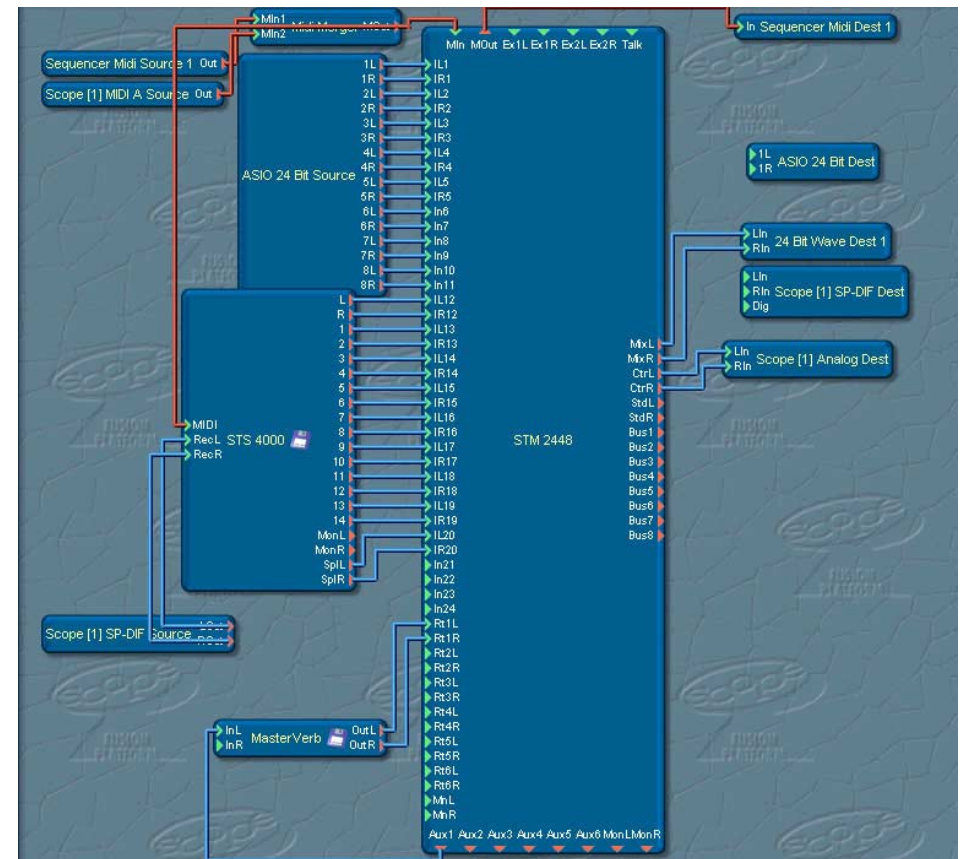 MIn1
MIn2
Midi Merger MOut
In Sequencer Midi Dest 1
MIn MOut Ex1L Ex1R Ex2L Ex2R Talk
Sequencer Midi Source 1 Out
Scope [1] MIDI A Source Out
ASIO 24 Bit Source
1L
1R
2L
2R
3L
3R
4L
4R
5L
5R
6L
6R
7L
7R
8L
8R
STS 4000
MIDI
RecL
RecR
L
R
1
2
3
4
5
6
7
8
9
10
11
12
13
14
MonL
MonR
SplL
SplR
Scope [1] SP-DIF Source
LOut
ROut
InL
InR
MasterVerb
OutL
OutR
STM 2448
IL1
IR1
IL2
IR2
IL3
IR3
IL4
IR4
IL5
IR5
In6
In7
In8
In9
In10
In11
IL12
IR12
IL13
IR13
IL14
IR14
IL15
IR15
IL16
IR16
IL17
IR17
IL18
IR18
IL19
IR19
IL20
IR20
In21
In22
In23
In24
Rt1L
Rt1R
Rt2L
Rt2R
Rt3L
Rt3R
Rt4L
Rt4R
Rt5L
Rt5R
Rt6L
Rt6R
MnL
MnR
MixL
MixR
CtrL
CtrR
StdL
StdR
Bus1
Bus2
Bus3
Bus4
Bus5
Bus6
Bus7
Bus8
Aux1 Aux2 Aux3 Aux4 Aux5 Aux6 MonL MonR
1L
1R
ASIO 24 Bit Dest
LIn
RIn
24 Bit Wave Dest 1
LIn
RIn
Dig
Scope [1] SP-DIF Dest
LIn
RIn
Scope [1] Analog Dest
scope
FUSION
PLATFORM